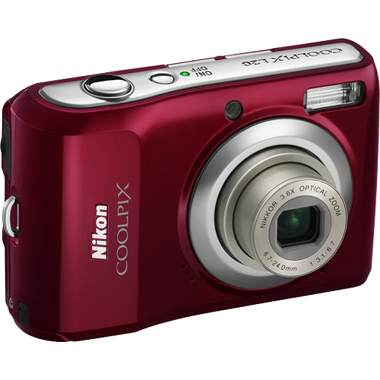 COOLPIX L20
ON/
OFF
Nikon
COOLPIX
NIKKOR 3.6X OPTICAL ZOOM
6.7-24.0mm 1:3.1-6.7